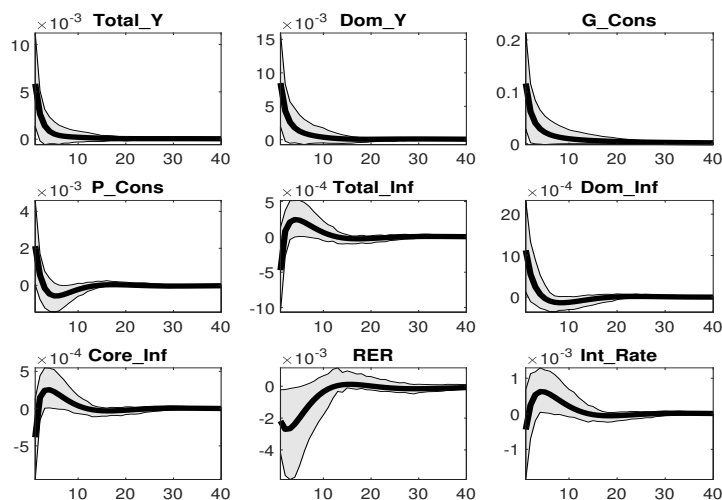 ×10⁻³ Total_Y
10
5
0
10 20 30 40
×10⁻³ Dom_Y
15
10
5
0
10 20 30 40
G_Cons
0.2
0.1
0
10 20 30 40
×10⁻³ P_Cons
4
2
0
10 20 30 40
×10⁻⁴ Total_Inf
5
0
-5
-10
10 20 30 40
×10⁻⁴ Dom_Inf
20
10
0
10 20 30 40
×10⁻⁴ Core_Inf
5
0
-5
10 20 30 40
×10⁻³ RER
0
-2
-4
-6
10 20 30 40
×10⁻³ Int_Rate
1
0
-1
10 20 30 40